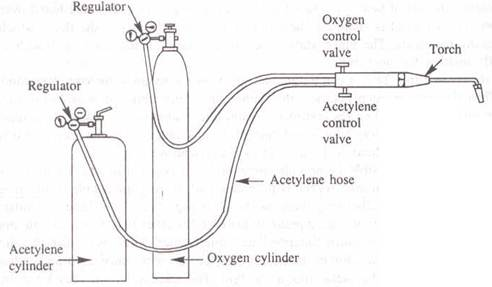 Regulator
Oxygen
control
valve
Torch
Regulator
Acetylene
control
valve
Acetylene hose
Acetylene
cylinder
Oxygen cylinder